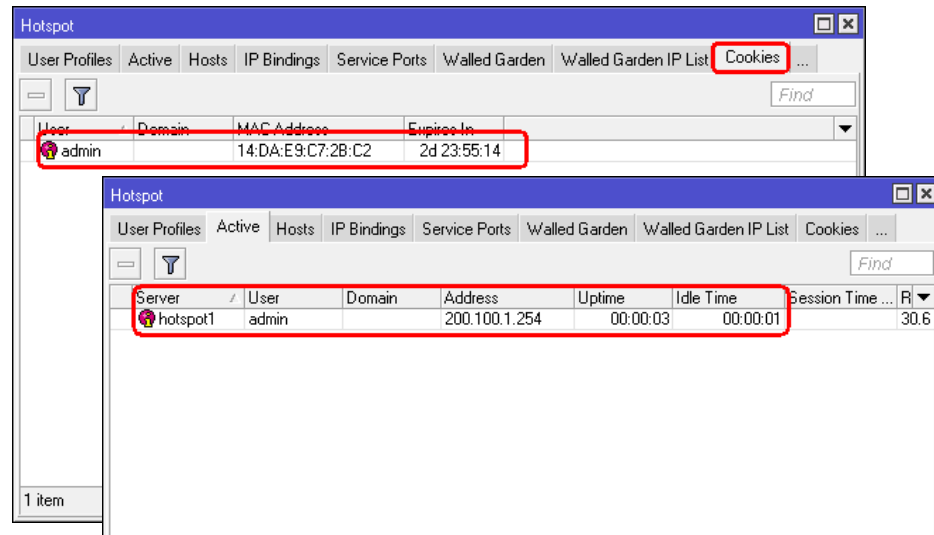 Hotspot
User Profiles Active Hosts IP Bindings Service Ports Walled Garden Walled Garden IP List Cookies ...
Find
User Domain MAC Address Expires In
admin 14:DA:E9:C7:2B:C2 2d 23:55:14
Hotspot
User Profiles Active Hosts IP Bindings Service Ports Walled Garden Walled Garden IP List Cookies ...
Find
Server User Domain Address Uptime Idle Time Session Time ... R
hotspot1 admin 200.100.1.254 00:00:03 00:00:01 30.6
1 item